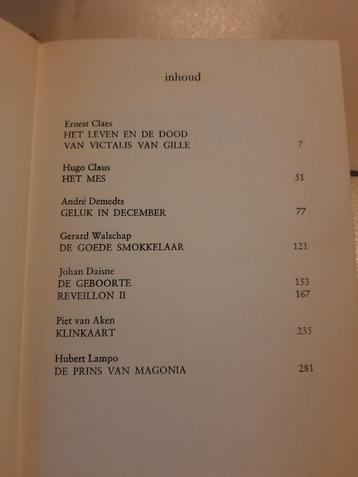 inhoud
Ernest Claes
HET LEVEN EN DE DOOD
VAN VICTALIS VAN GILLE 7
Hugo Claus
HET MES 51
André Demedts
GELUK IN DECEMBER 77
Gerard Walschap
DE GOEDE SMOKKELAAR 121
Johan Daisne
DE GEBOORTE 153
REVEILLON II 167
Piet van Aken
KLINKAART 235
Hubert Lampo
DE PRINS VAN MAGONIA 281